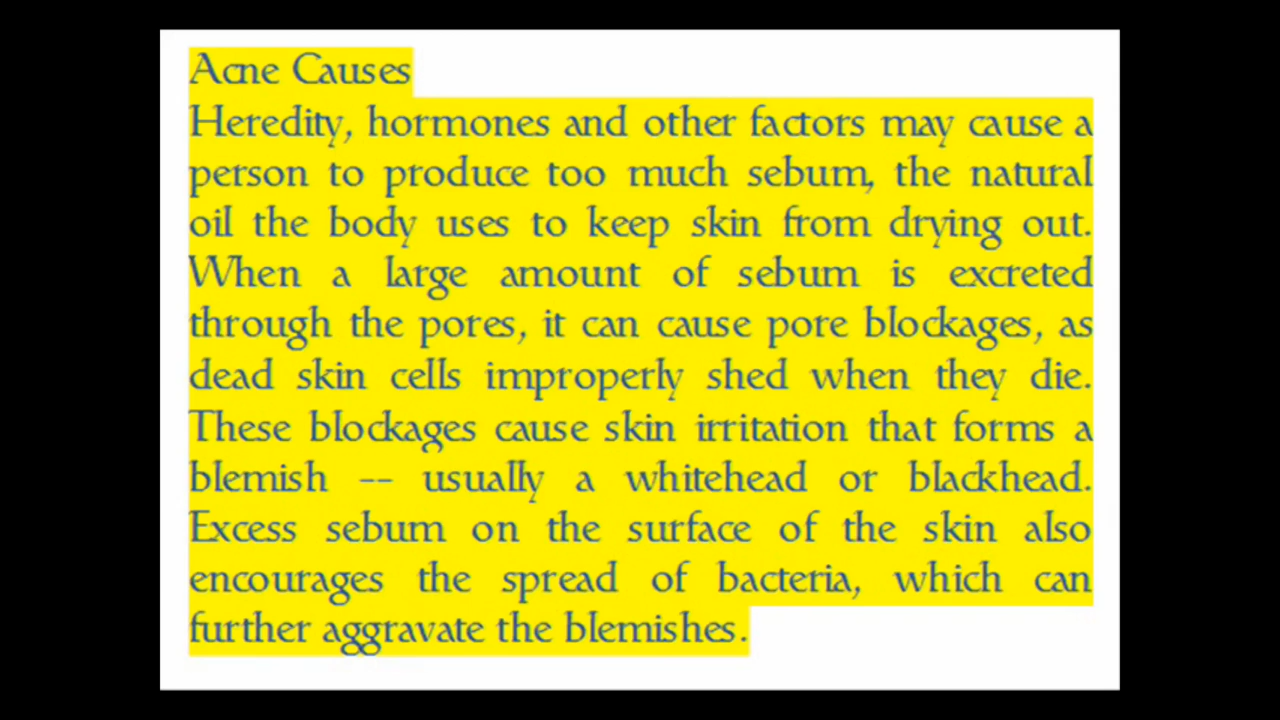 Acne Causes
Heredity, hormones and other factors may cause a
person to produce too much sebum, the natural
oil the body uses to keep skin from drying out.
When a large amount of sebum is excreted
through the pores, it can cause pore blockages, as
dead skin cells improperly shed when they die.
These blockages cause skin irritation that forms a
blemish -- usually a whitehead or blackhead.
Excess sebum on the surface of the skin also
encourages the spread of bacteria, which can
further aggravate the blemishes.